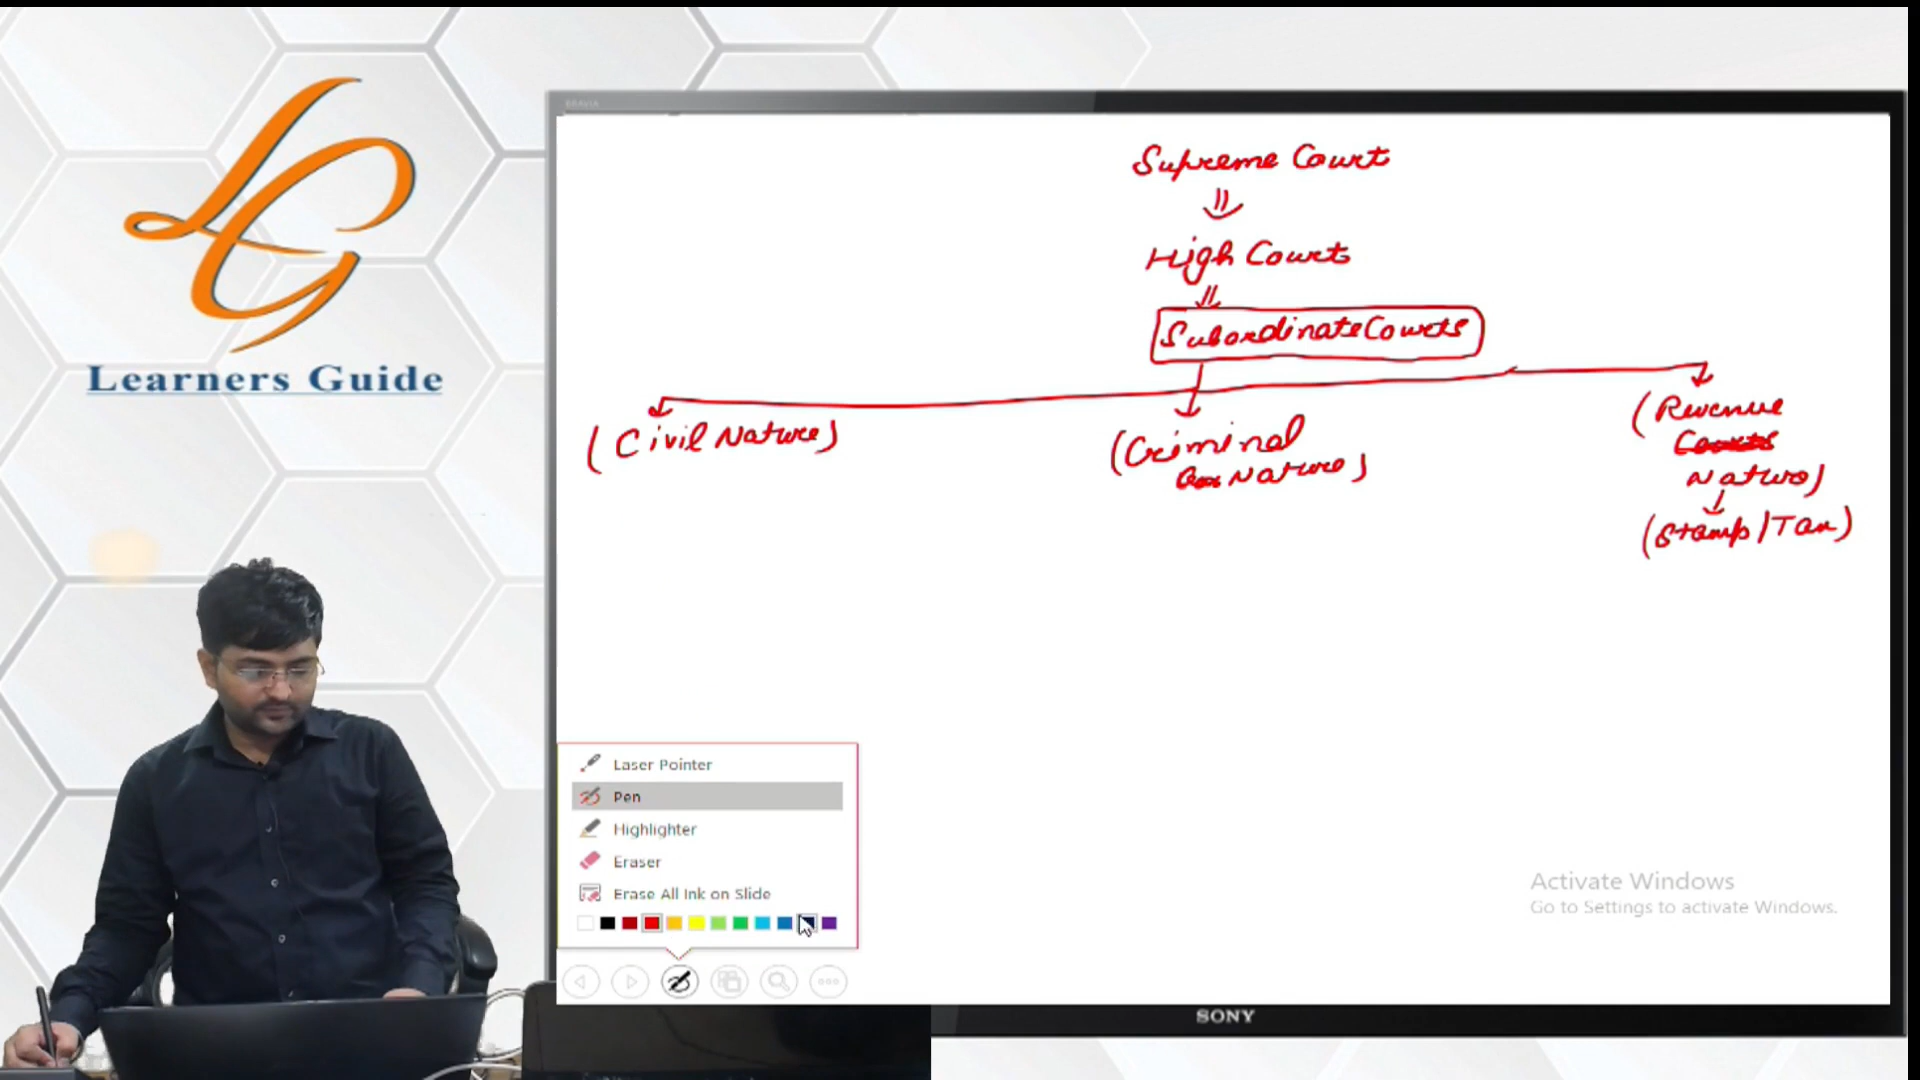 BRAVIA
Learners Guide
Supreme Court
High Courts
Subordinate Courts
(Civil Nature)
(Criminal
Nature)
(Revenue
Courts
Nature)
(Stamp/Tax)
Laser Pointer
Pen
Highlighter
Eraser
Erase All Ink on Slide
Activate Windows
Go to Settings to activate Windows.
SONY